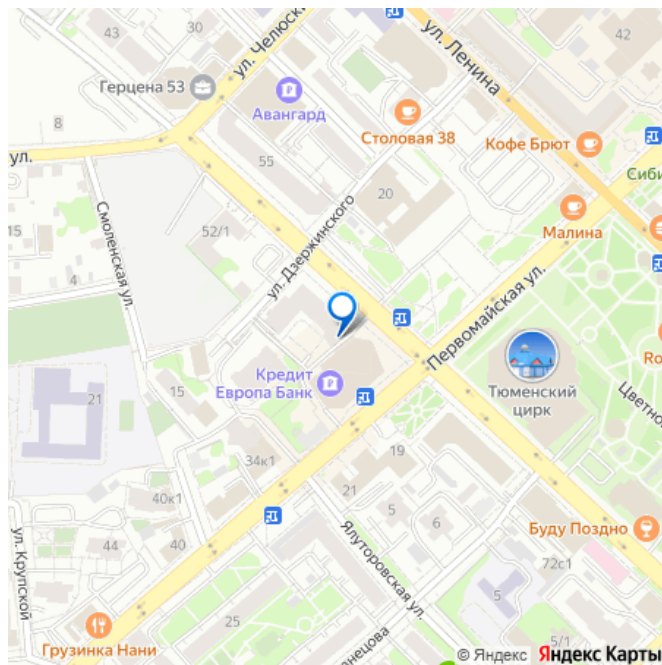 43
42
ул. Челюски
ул. Ленина
Герцена 53
Авангард
8
Столовая 38
Кофе Брют
ул.
55
Сиби
20
Малина
Смоленская ул.
ул. Дзержинского
15
52/1
4
Первомайская ул.
Ro
Кредит
Европа Банк
15
Тюменский
цирк
Цветно
21
19
34к1
40к1
21
5
6
Буду Поздно
ул. Крупской
44
40
Ялуторовская ул.
72с1
5
25
Грузинка Нани
нецова
5/1
© Яндекс Яндекс Карты